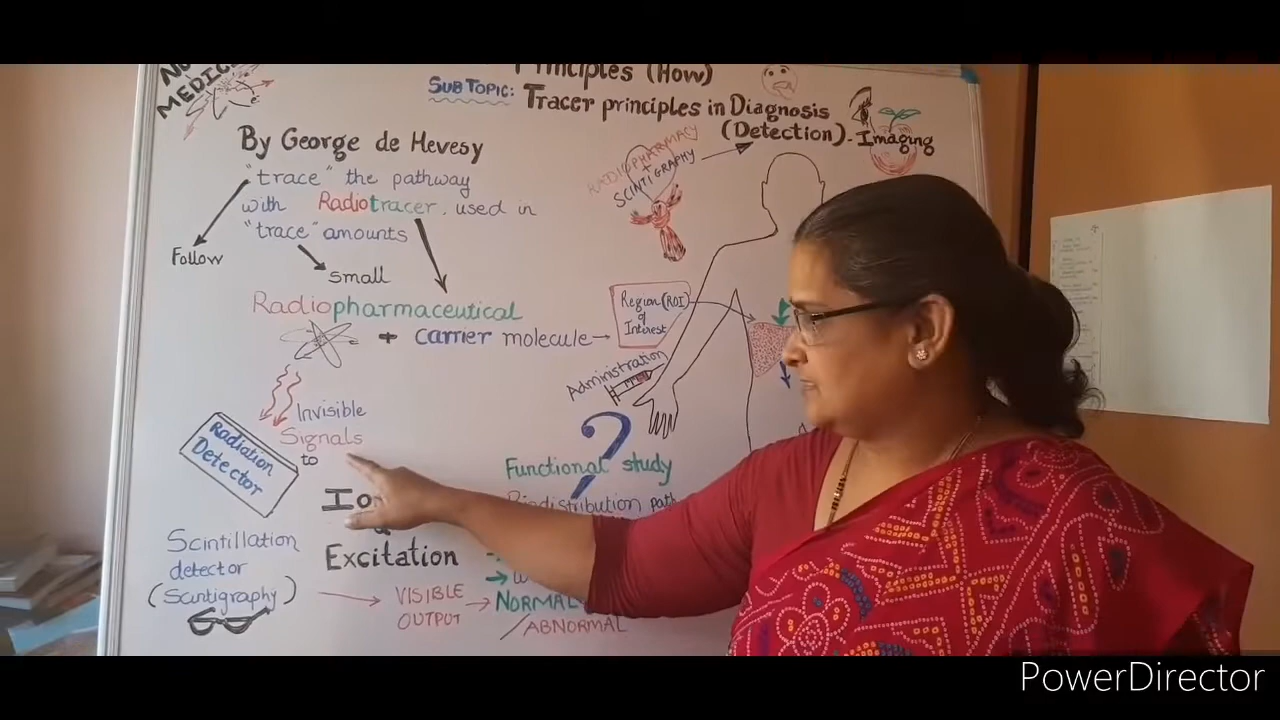 MEDIC
Principles (How)
SUB TOPIC: Tracer principles in Diagnosis
(Detection) - Imaging
By George de Hevesy
"trace" the pathway
with Radiotracer, used in
"trace" amounts
Follow
small
Radiopharmaceutical
+ carrier molecule
RADIOPHARMACY
+
SCINTIGRAPHY
Region (ROI)
of
Interest
Administration
Invisible
Signals
to
Radiation
Detector
?
Functional study
Biodistribution
Excitation
Scintillation
detector
(Scintigraphy)
VISIBLE
OUTPUT
NORMAL
/ ABNORMAL
PowerDirector